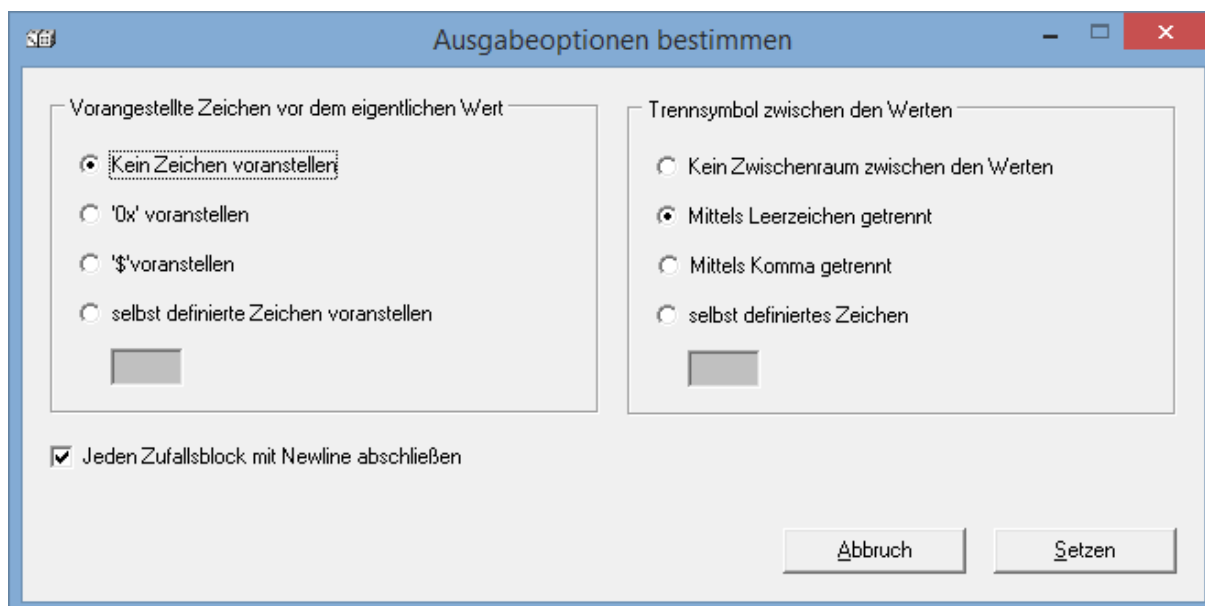 Ausgabeoptionen bestimmen
Vorangestellte Zeichen vor dem eigentlichen Wert
Kein Zeichen voranstellen
'0x' voranstellen
'$'voranstellen
selbst definierte Zeichen voranstellen
Trennsymbol zwischen den Werten
Kein Zwischenraum zwischen den Werten
Mittels Leerzeichen getrennt
Mittels Komma getrennt
selbst definiertes Zeichen
Jeden Zufallsblock mit Newline abschließen
Abbruch
Setzen